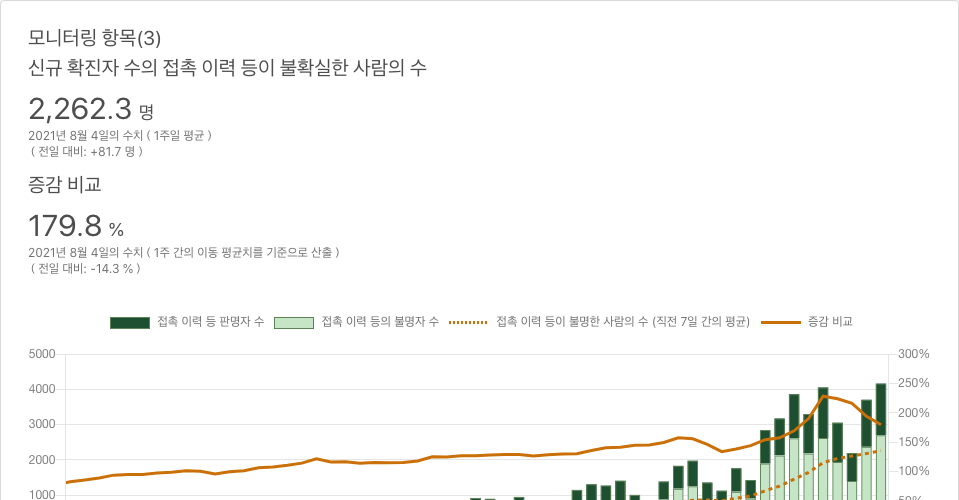 모니터링 항목(3)
신규 확진자 수의 접촉 이력 등이 불확실한 사람의 수
2,262.3 명
2021년 8월 4일의 수치 ( 1주일 평균 )
( 전일 대비: +81.7 명 )
증감 비교
179.8 %
2021년 8월 4일의 수치 ( 1주 간의 이동 평균치를 기준으로 산출 )
( 전일 대비: -14.3 % )
접촉 이력 등 판명자 수 접촉 이력 등의 불명자 수 접촉 이력 등이 불명한 사람의 수 (직전 7일 간의 평균) 증감 비교
5000 300%
4000 250%
3000 200%
2000 150%
1000 100%
50%